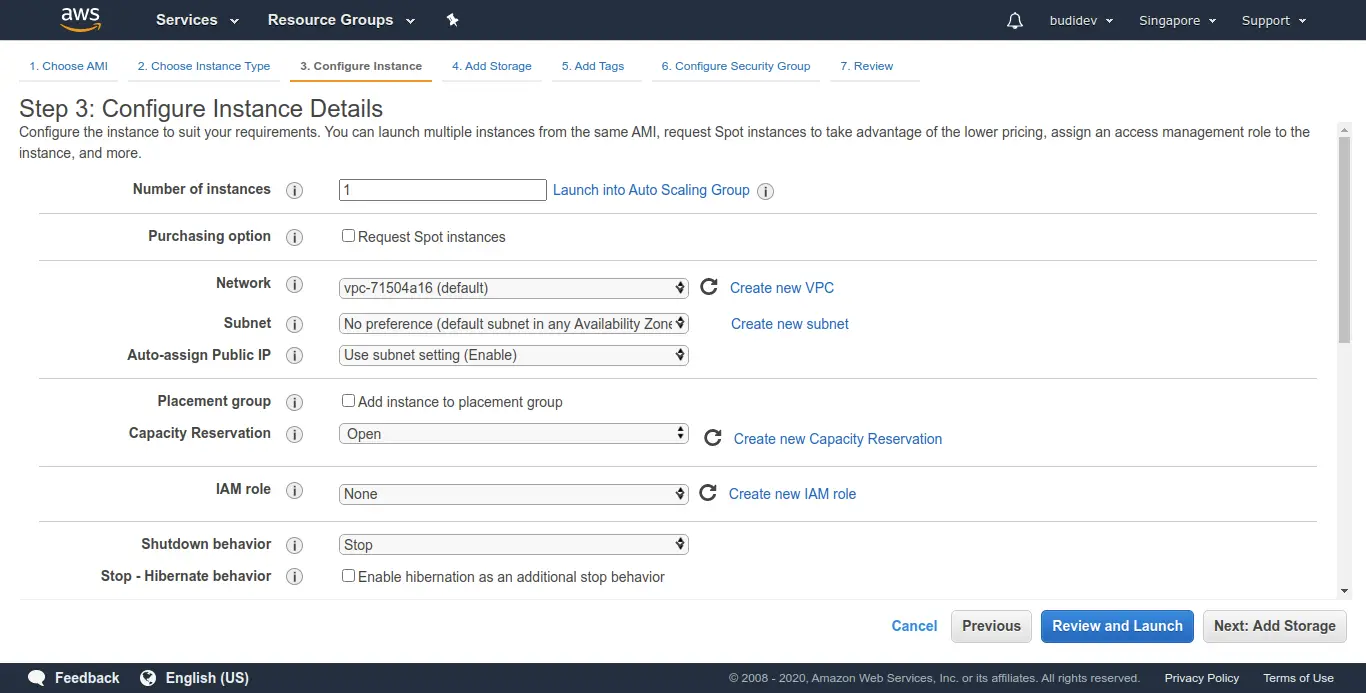 aws Services Resource Groups budidev Singapore Support
1. Choose AMI 2. Choose Instance Type 3. Configure Instance 4. Add Storage 5. Add Tags 6. Configure Security Group 7. Review
Step 3: Configure Instance Details
Configure the instance to suit your requirements. You can launch multiple instances from the same AMI, request Spot instances to take advantage of the lower pricing, assign an access management role to the
instance, and more.
Number of instances i 1 Launch into Auto Scaling Group i
Purchasing option i Request Spot instances
Network i vpc-71504a16 (default) Create new VPC
Subnet i No preference (default subnet in any Availability Zone Create new subnet
Auto-assign Public IP i Use subnet setting (Enable)
Placement group i Add instance to placement group
Capacity Reservation i Open Create new Capacity Reservation
IAM role i None Create new IAM role
Shutdown behavior i Stop
Stop - Hibernate behavior i Enable hibernation as an additional stop behavior
Cancel Previous Review and Launch Next: Add Storage
Feedback English (US) © 2008 - 2020, Amazon Web Services, Inc. or its affiliates. All rights reserved. Privacy Policy Terms of Use